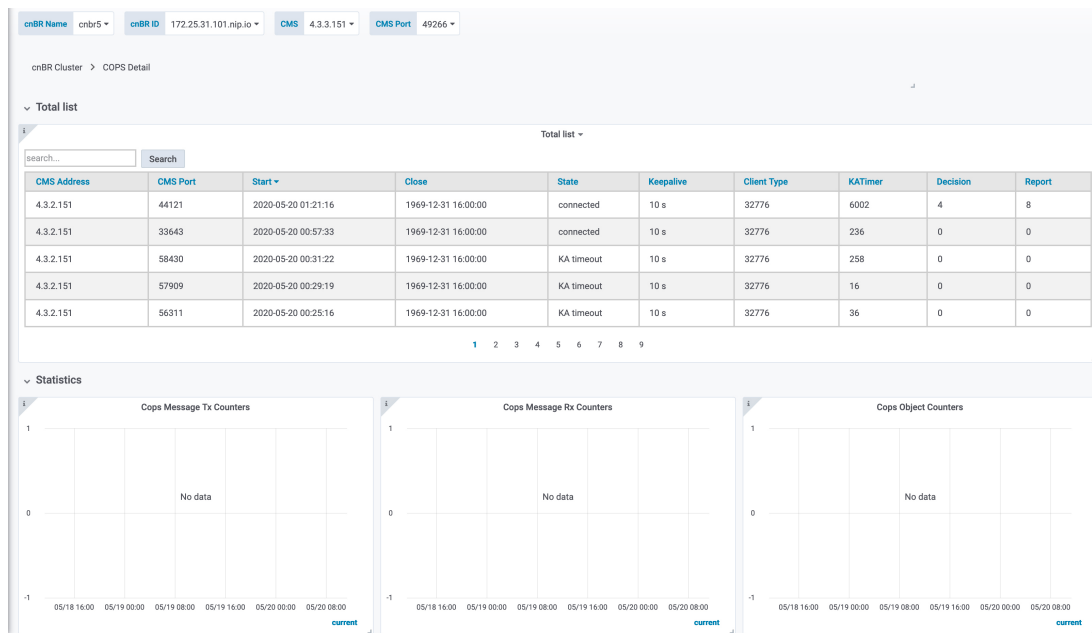 cnBR Name cnbr5 cnBR ID 172.25.31.101.nip.io CMS 4.3.3.151 CMS Port 49266
cnBR Cluster > COPS Detail
Total list
i
Total list
search... Search
CMS Address CMS Port Start Close State Keepalive Client Type KATimer Decision Report
4.3.2.151 44121 2020-05-20 01:21:16 1969-12-31 16:00:00 connected 10 s 32776 6002 4 8
4.3.2.151 33643 2020-05-20 00:57:33 1969-12-31 16:00:00 connected 10 s 32776 236 0 0
4.3.2.151 58430 2020-05-20 00:31:22 1969-12-31 16:00:00 KA timeout 10 s 32776 258 0 0
4.3.2.151 57909 2020-05-20 00:29:19 1969-12-31 16:00:00 KA timeout 10 s 32776 16 0 0
4.3.2.151 56311 2020-05-20 00:25:16 1969-12-31 16:00:00 KA timeout 10 s 32776 36 0 0
1 2 3 4 5 6 7 8 9
Statistics
i
Cops Message Tx Counters
1
No data
0
-1
05/18 16:00 05/19 00:00 05/19 08:00 05/19 16:00 05/20 00:00 05/20 08:00
current
i
Cops Message Rx Counters
1
No data
0
-1
05/18 16:00 05/19 00:00 05/19 08:00 05/19 16:00 05/20 00:00 05/20 08:00
current
i
Cops Object Counters
1
No data
0
-1
05/18 16:00 05/19 00:00 05/19 08:00 05/19 16:00 05/20 00:00 05/20 08:00
current